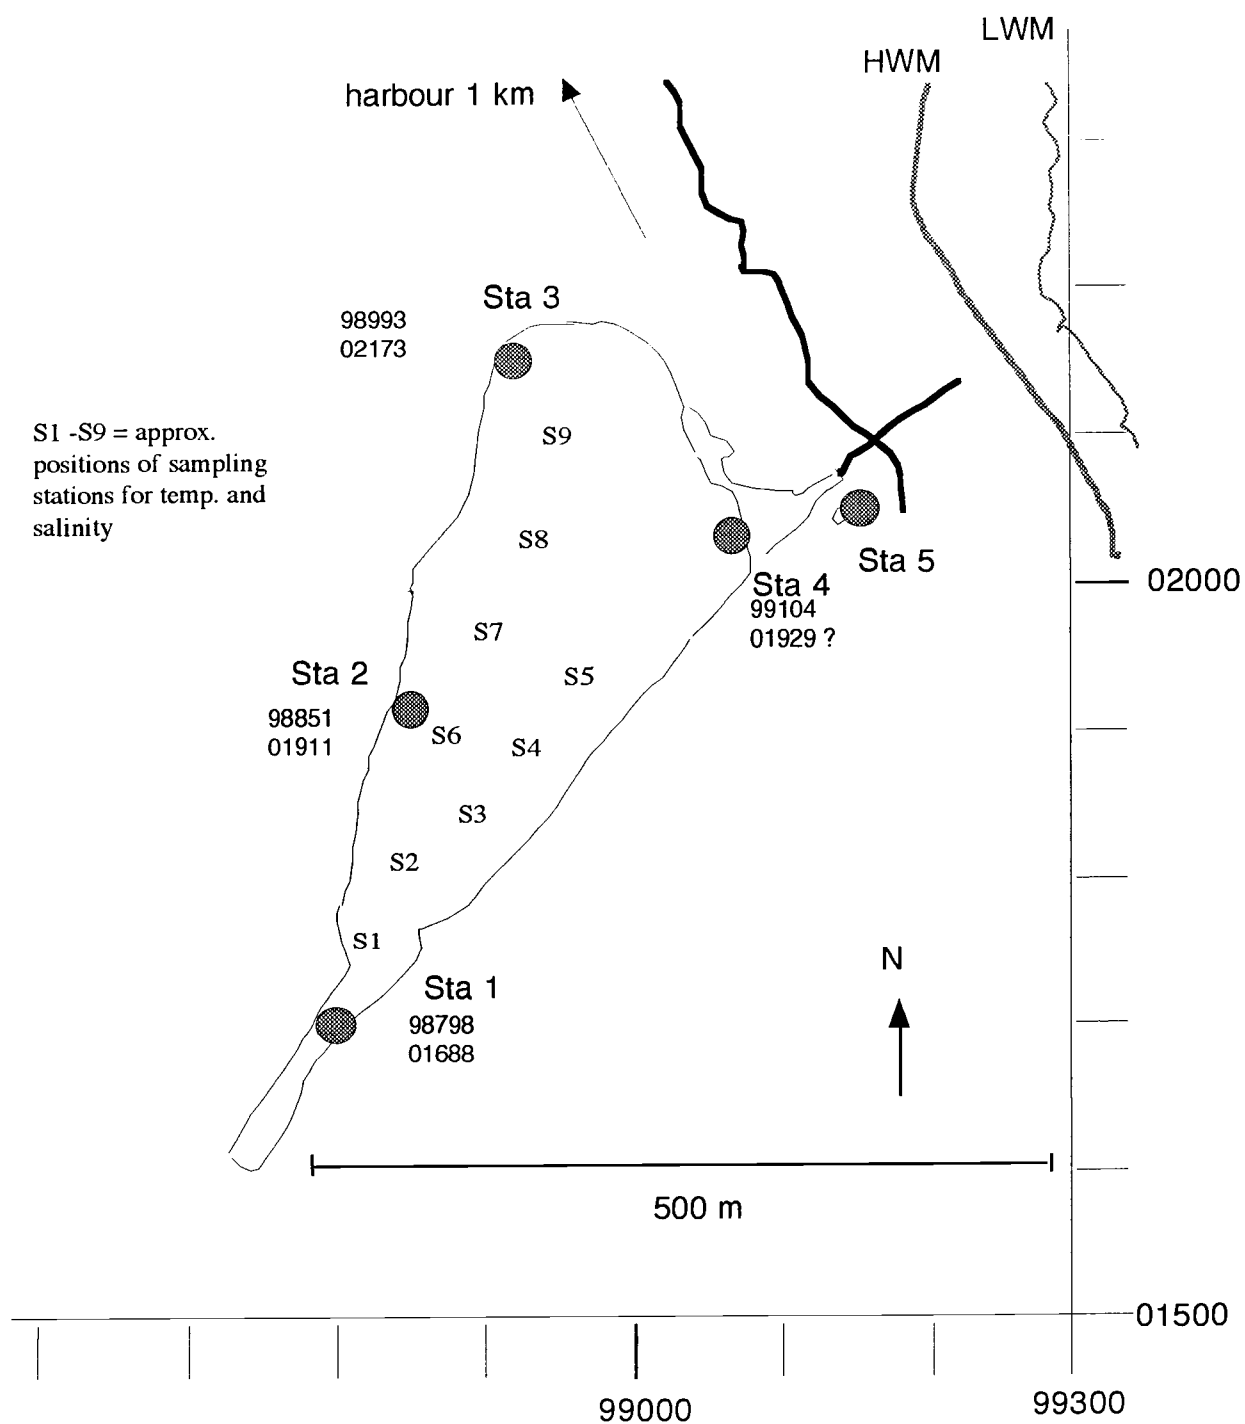 LWM
HWM
harbour 1 km
Sta 3
98993
02173
S1 -S9 = approx.
positions of sampling
stations for temp. and
salinity
S9
S8
Sta 5
02000
Sta 4
99104
01929 ?
S7
Sta 2
S5
98851
01911
S6
S4
S3
S2
S1
N
Sta 1
98798
01688
500 m
01500
99000
99300